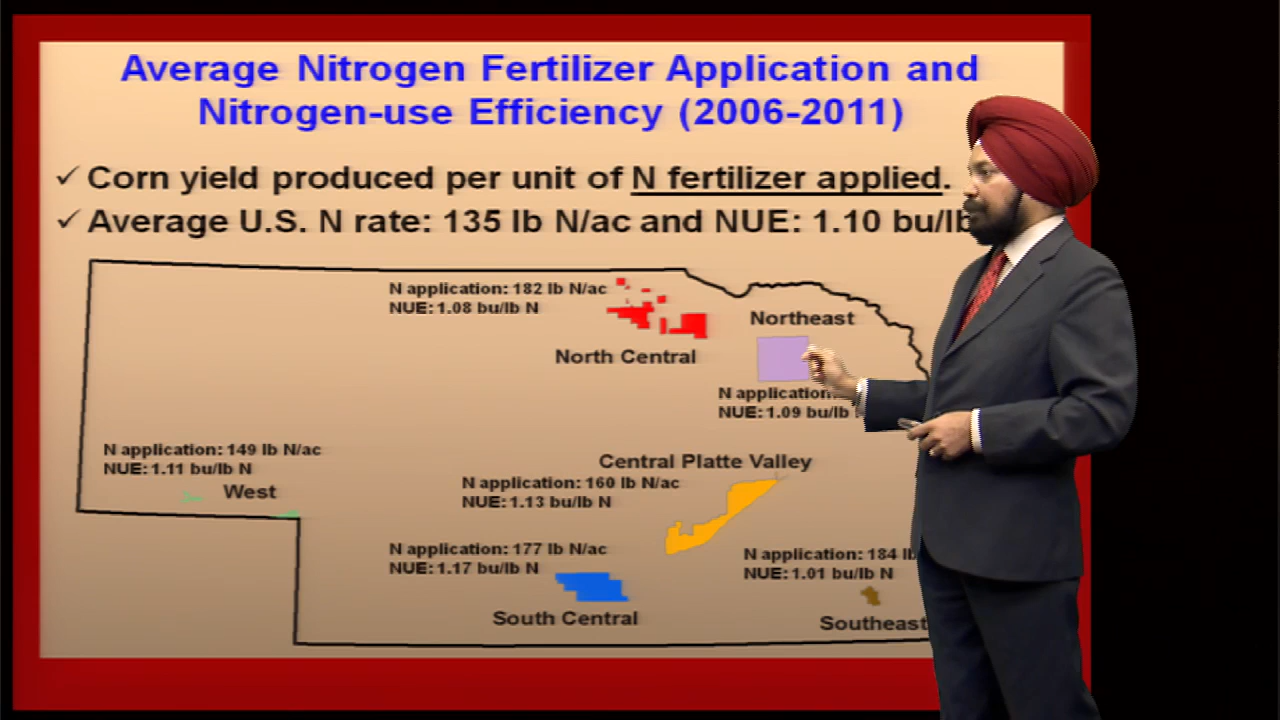 Average Nitrogen Fertilizer Application and
Nitrogen-use Efficiency (2006-2011)
✓ Corn yield produced per unit of N fertilizer applied.
✓ Average U.S. N rate: 135 lb N/ac and NUE: 1.10 bu/lb
N application: 182 lb N/ac
NUE: 1.08 bu/lb N
North Central
Northeast
N application:
NUE: 1.09 bu/lb
N application: 149 lb N/ac
NUE: 1.11 bu/lb N
West
Central Platte Valley
N application: 160 lb N/ac
NUE: 1.13 bu/lb N
N application: 177 lb N/ac
NUE: 1.17 bu/lb N
South Central
N application: 184 lb
NUE: 1.01 bu/lb N
Southeast